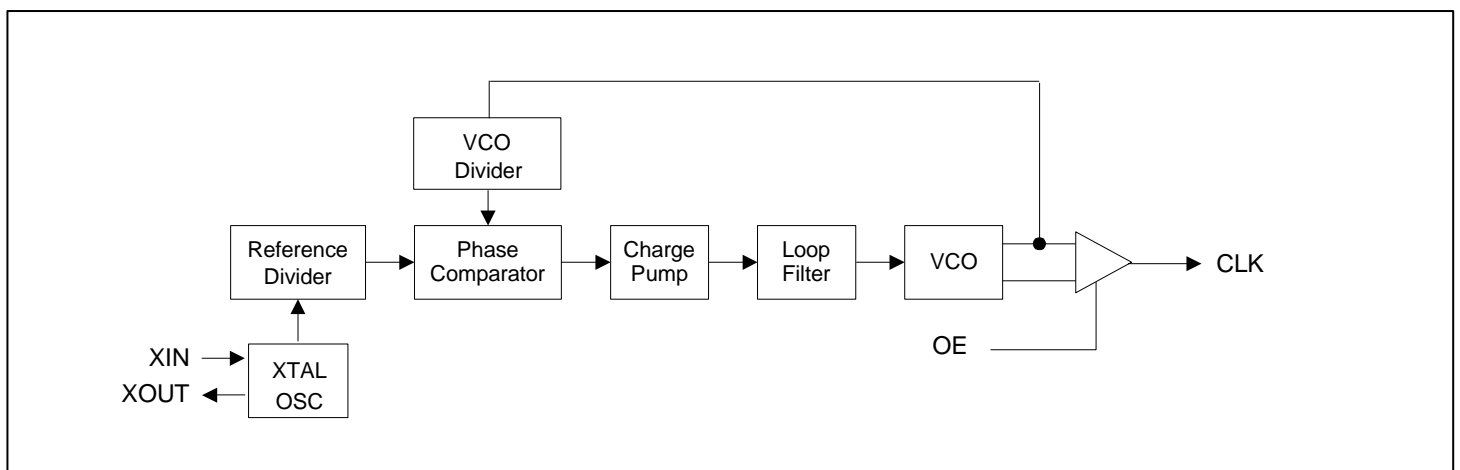 VCO
Divider
Reference
Divider
Phase
Comparator
Charge
Pump
Loop
Filter
VCO
CLK
XIN
XOUT
XTAL
OSC
OE